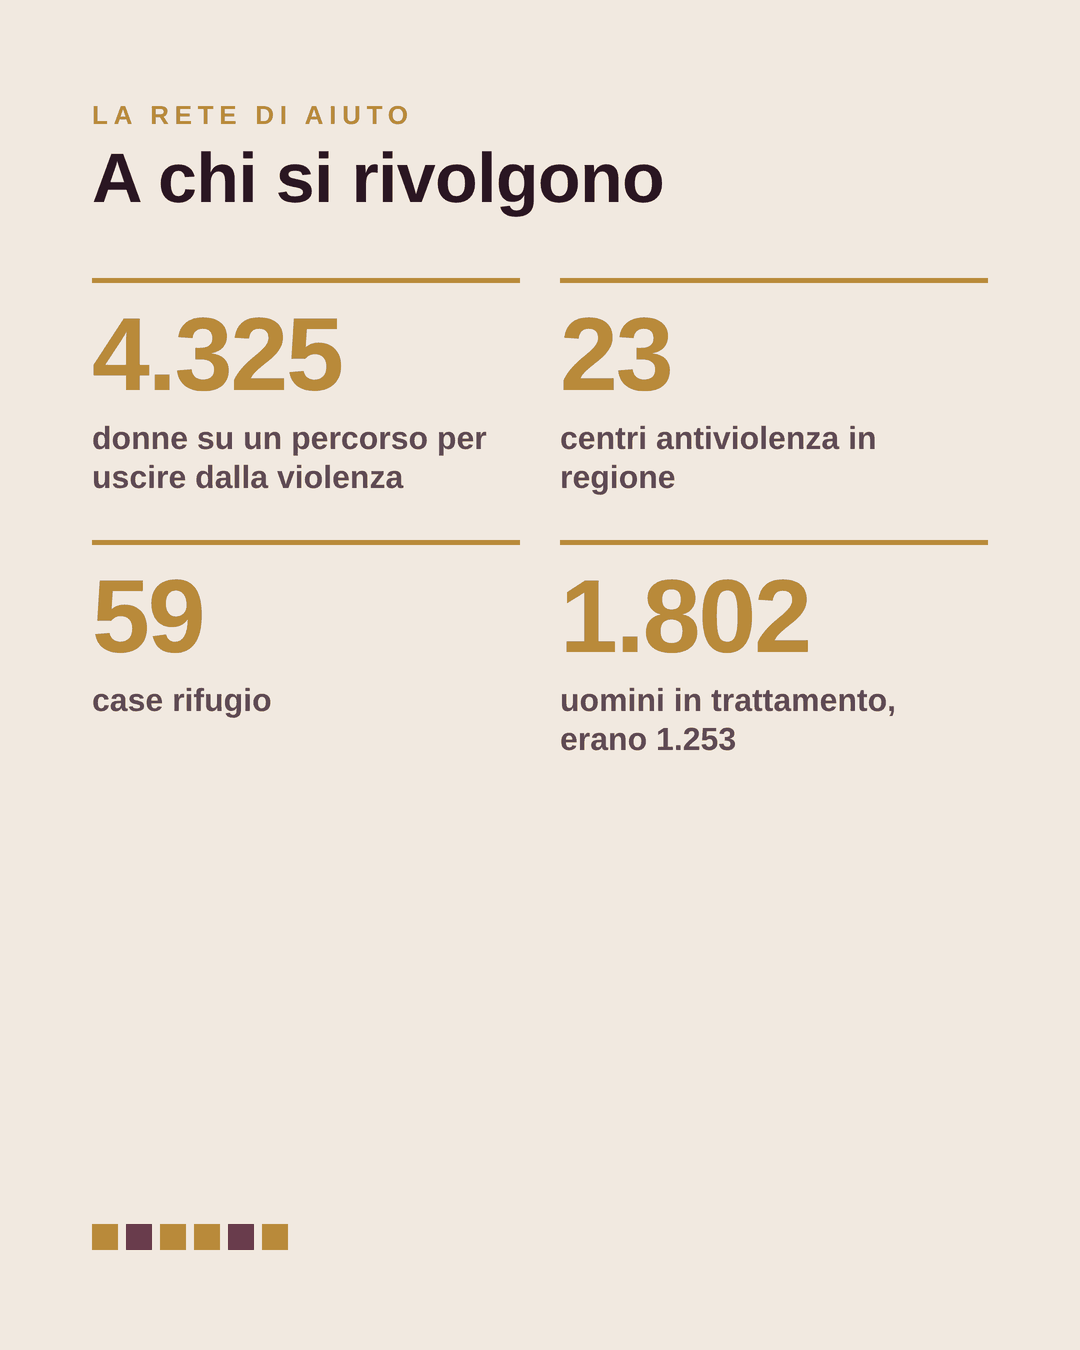 LA RETE DI AIUTO
A chi si rivolgono
4.325
donne su un percorso per
uscire dalla violenza
23
centri antiviolenza in
regione
59
case rifugio
1.802
uomini in trattamento,
erano 1.253